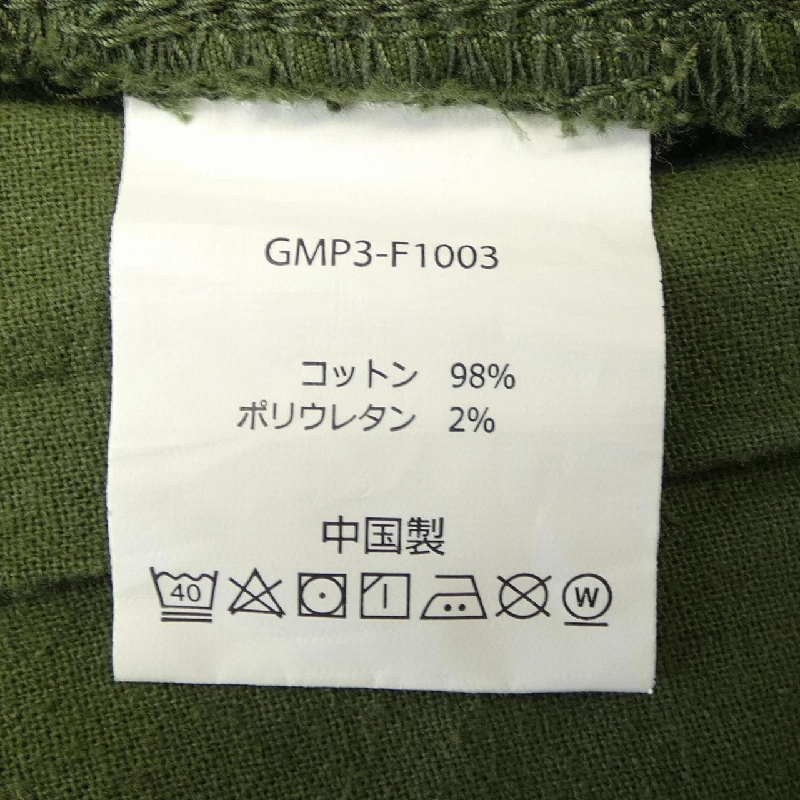 GMP3-F1003
コットン 98%
ポリウレタン 2%
中国製
40 W